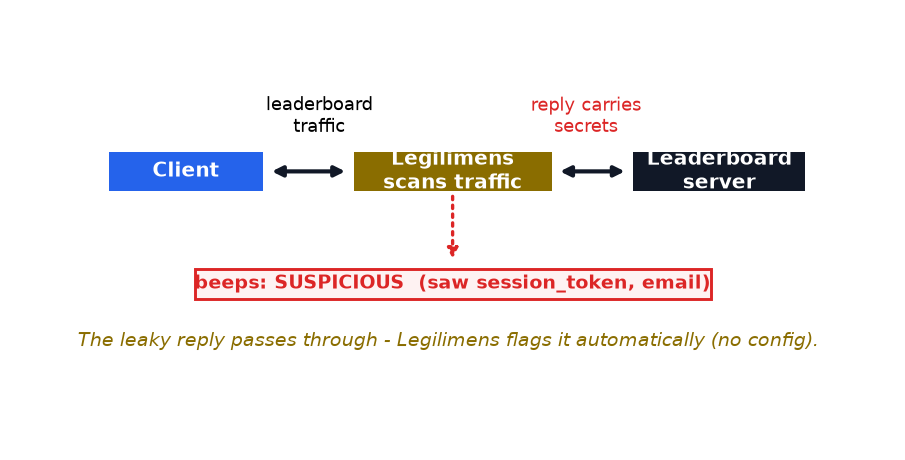 leaderboard
traffic
reply carries
secrets
Client
Legilimens
scans traffic
Leaderboard
server
beeps: SUSPICIOUS  (saw session_token, email)
The leaky reply passes through - Legilimens flags it automatically (no config).